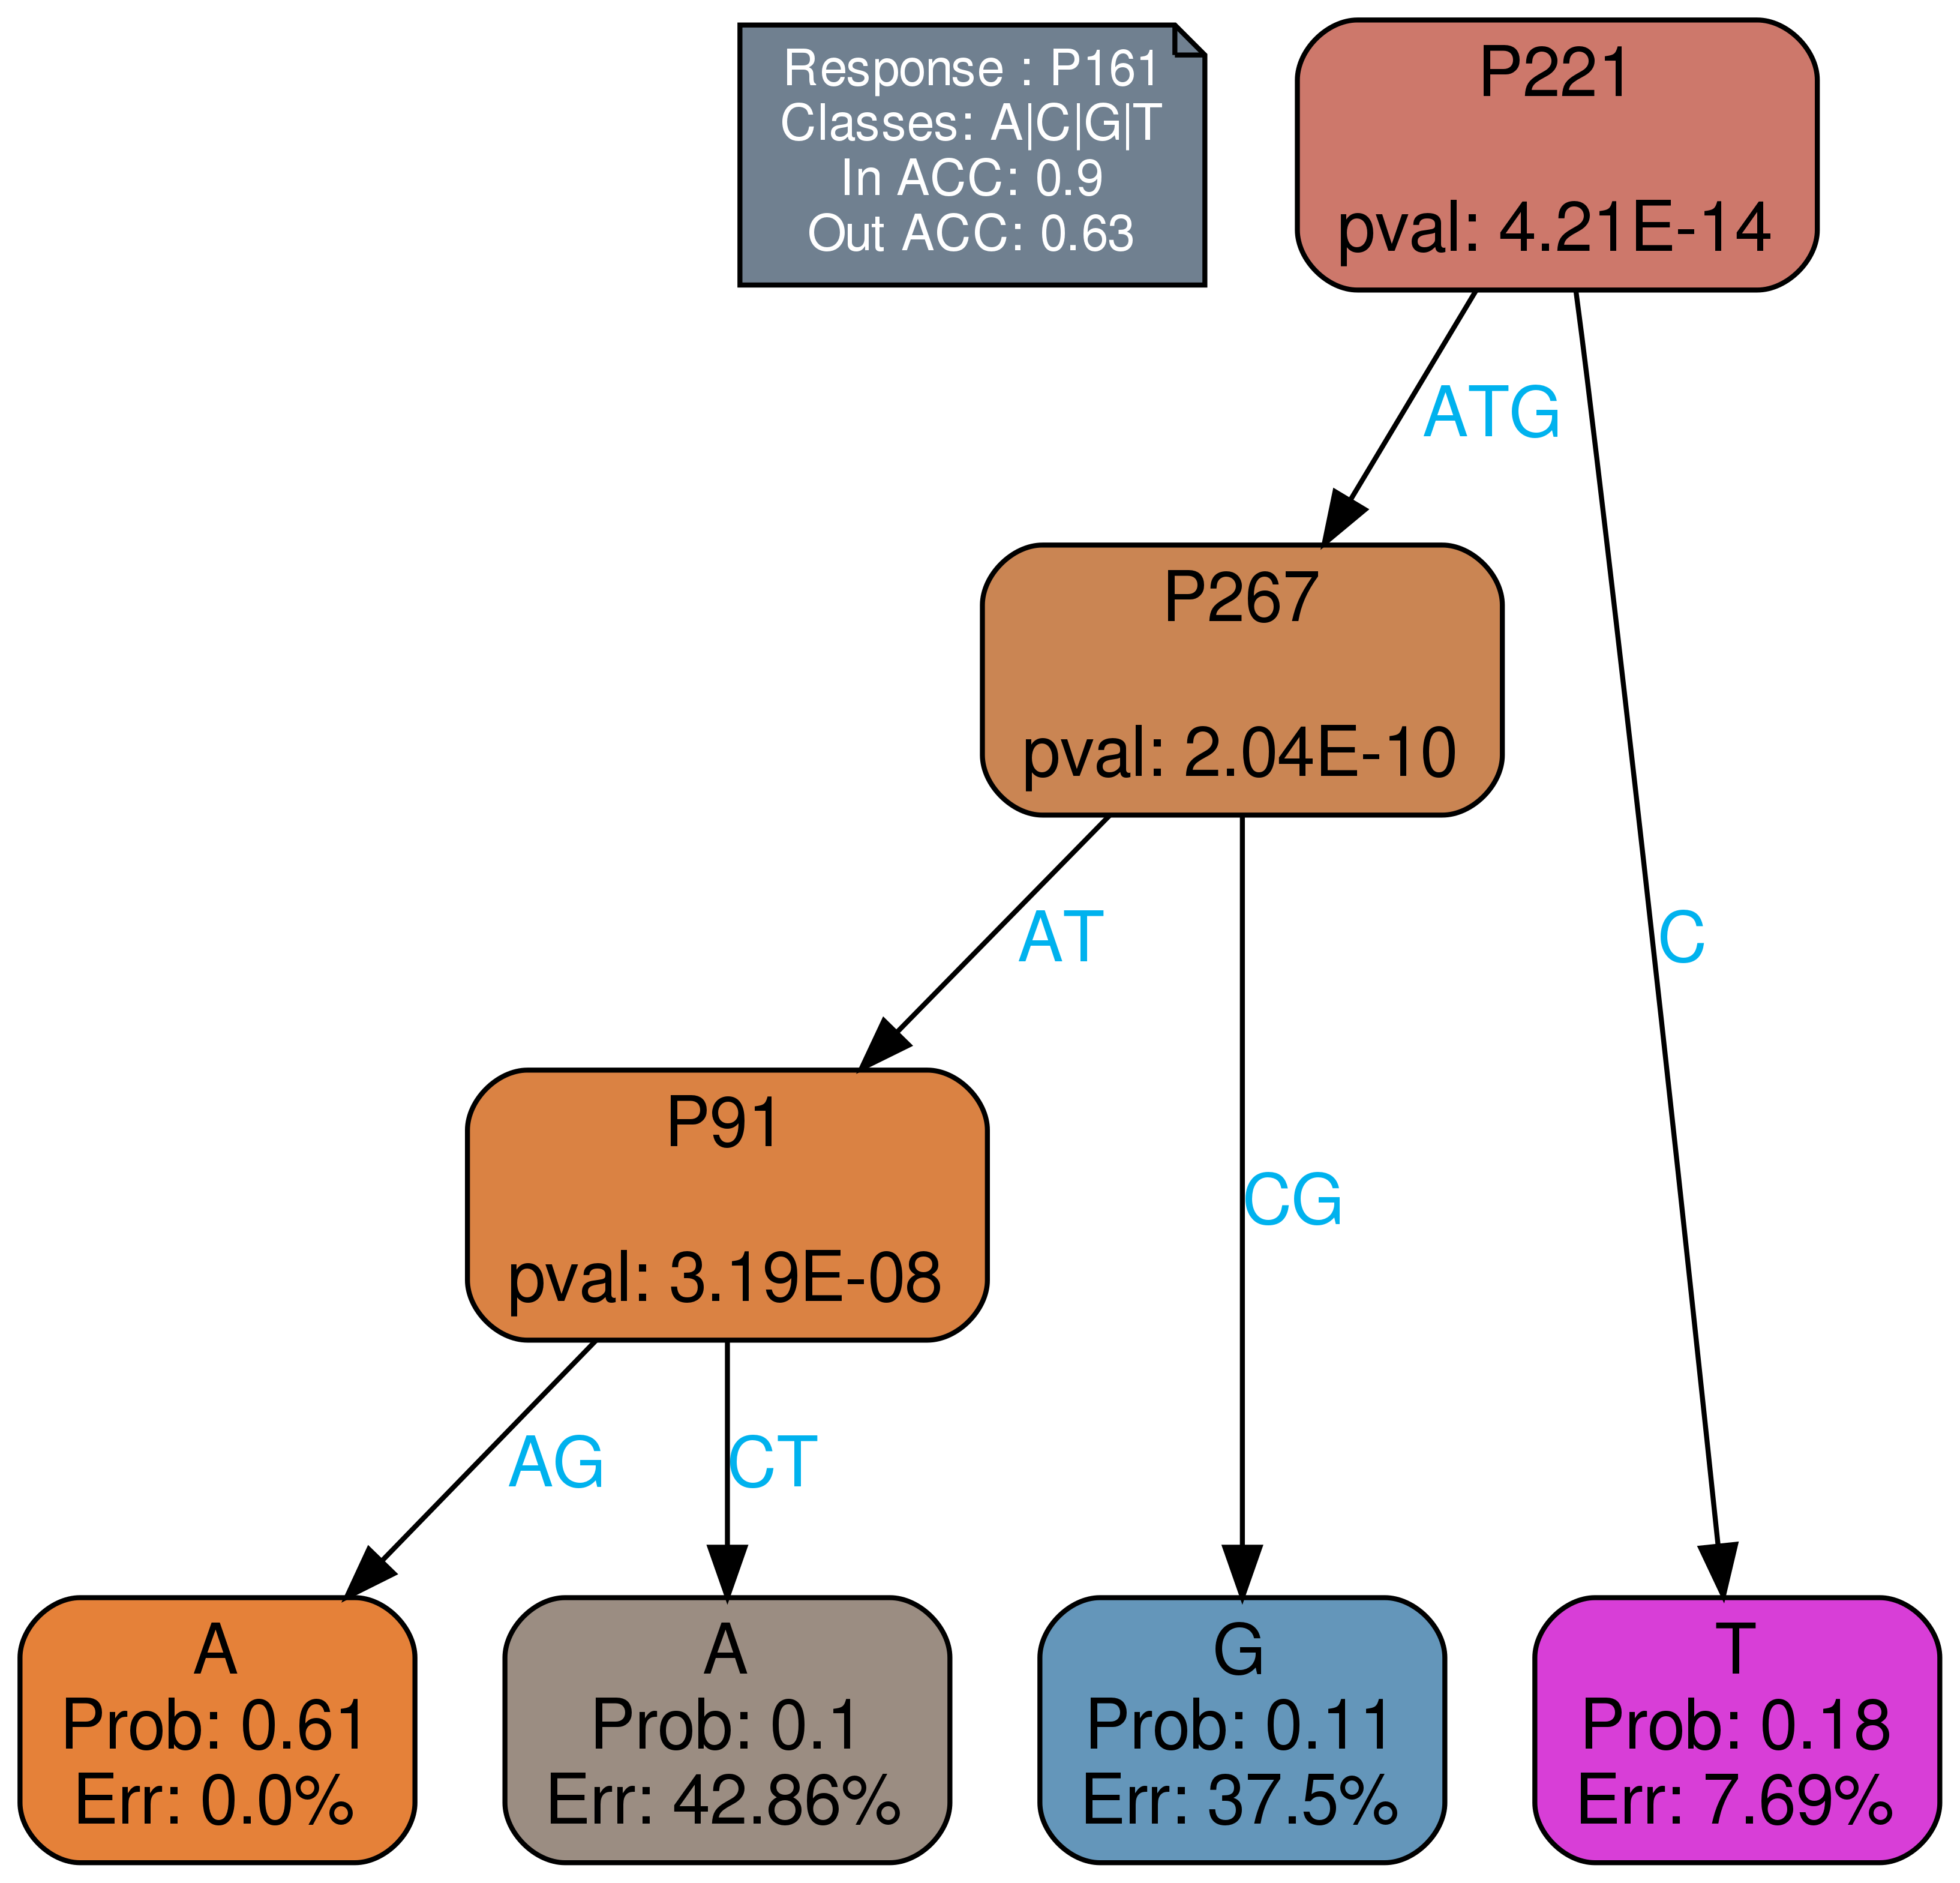 Response : P161
Classes: A|C|G|T
In ACC: 0.9
Out ACC: 0.63
P221
pval: 4.21E-14
ATG
P267
pval: 2.04E-10
AT
C
P91
pval: 3.19E-08
CG
AG
CT
A
Prob: 0.61
Err: 0.0%
A
Prob: 0.1
Err: 42.86%
G
Prob: 0.11
Err: 37.5%
T
Prob: 0.18
Err: 7.69%